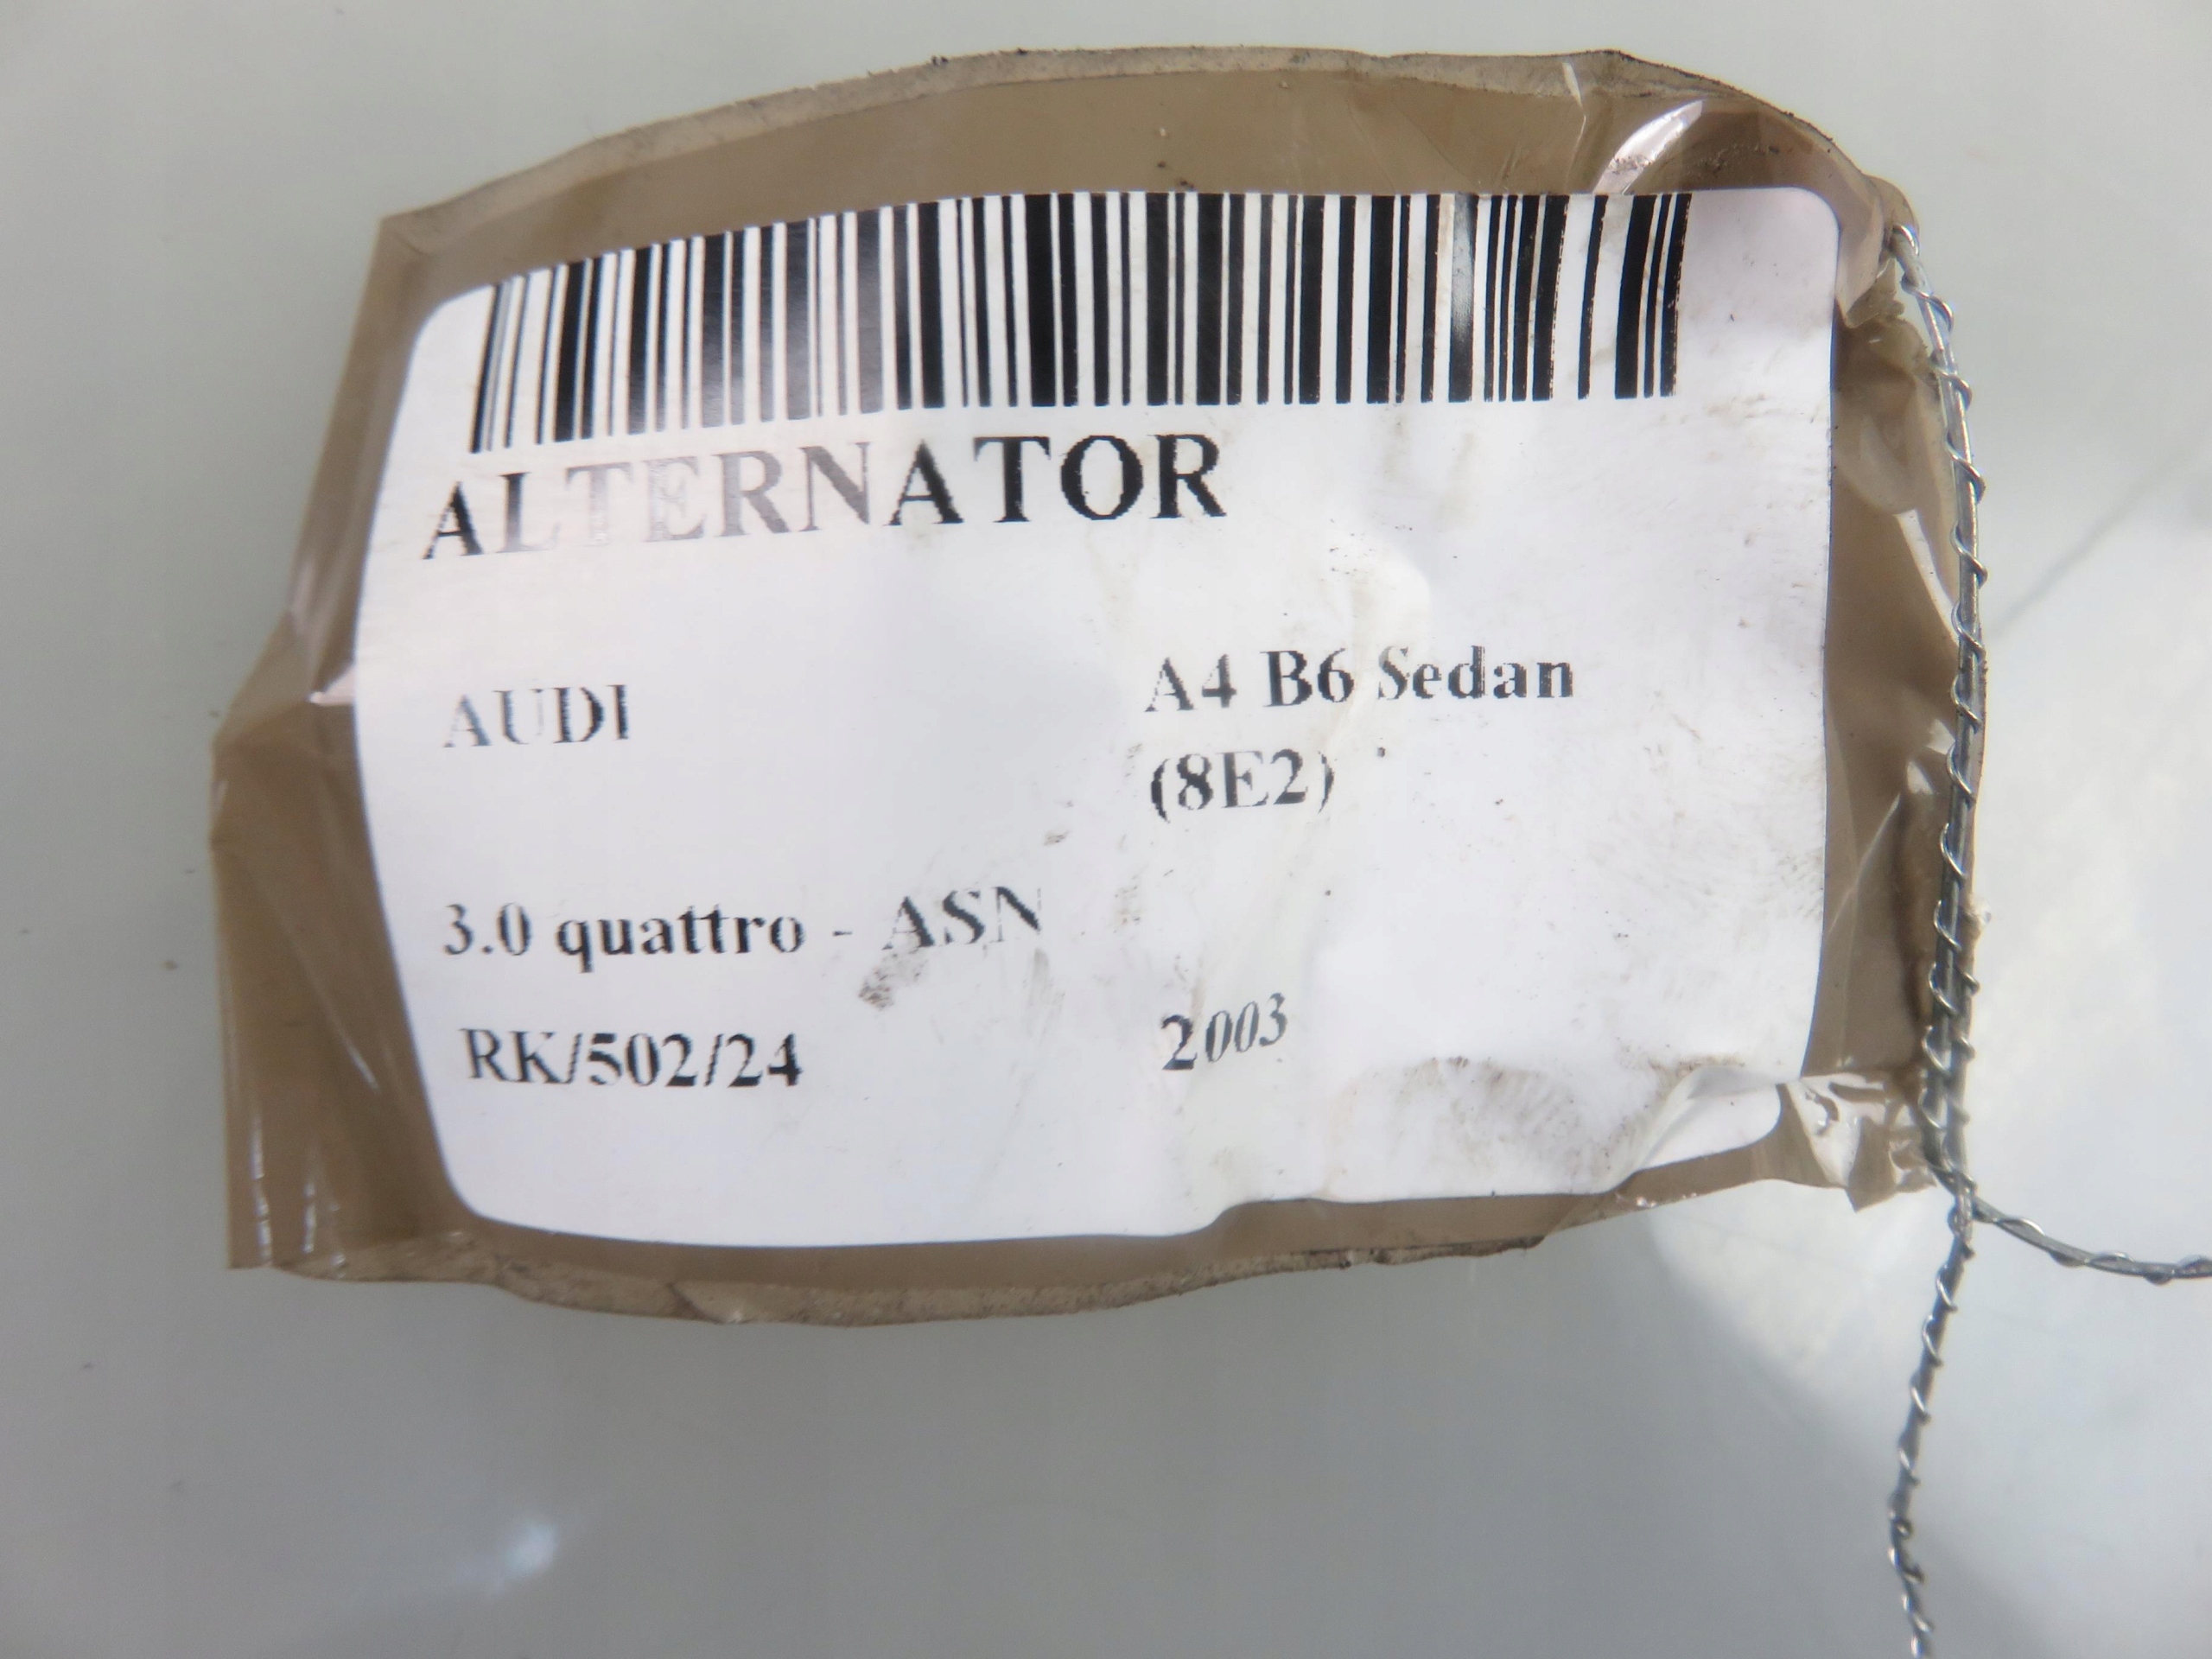 ALTERNATOR
AUDI
A4 B6 Sedan
(8E2)
3.0 quattro - ASN
RK/502/24
2003